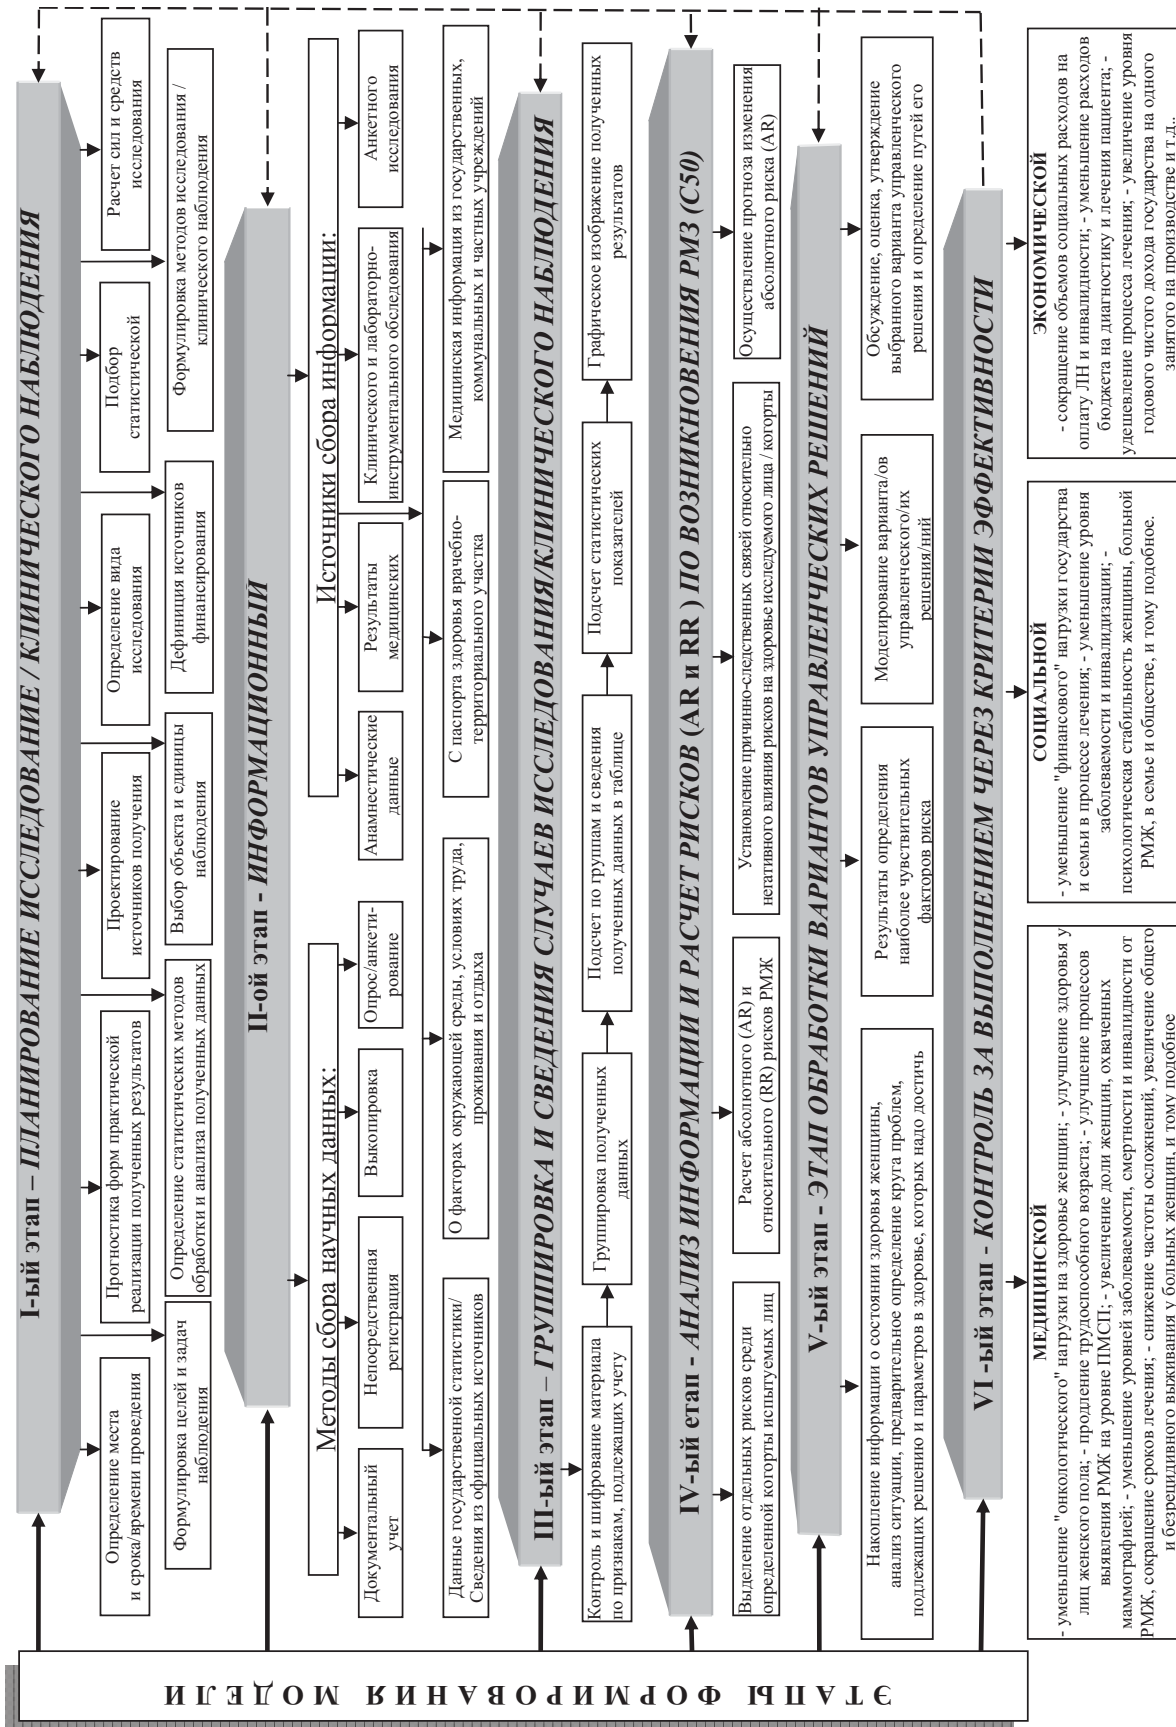 ЭТАПЫ ФОРМИРОВАНИЯ МОДЕЛИ
I-ый этап – ПЛАНИРОВАНИЕ ИССЛЕДОВАНИЕ / КЛИНИЧЕСКОГО НАБЛЮДЕНИЯ
Определение места
и срока/времени проведения
Прогностика форм практической
реализации полученных результатов
Проектирование
источников получения
Определение вида
исследования
Подбор
статистической
Расчет сил и средств
исследования
Формулировка целей и задач
наблюдения
Определение статистических методов
обработки и анализа полученных данных
Выбор объекта и единицы
наблюдения
Дефиниция источников
финансирования
Формулировка методов исследования /
клинического наблюдения
II-ой этап - ИНФОРМАЦИОННЫЙ
Методы сбора научных данных:
Источники сбора информации:
Документальный
учет
Непосредственная
регистрация
Выкопировка
Опрос/анкети-
рование
Анамнестические
данные
Результаты
медицинских
Клинического и лабораторно-
инструментального обследования
Анкетного
исследования
Данные государственной статистики/
Сведения из официальных источников
О факторах окружающей среды, условиях труда,
проживания и отдыха
С паспорта здоровья врачебно-
территориального участка
Медицинская информация из государственных,
коммунальных и частных учреждений
III-ый этап – ГРУППИРОВКА И СВЕДЕНИЯ СЛУЧАЕВ ИССЛЕДОВАНИЯ/КЛИНИЧЕСКОГО НАБЛЮДЕНИЯ
Контроль и шифрование материала
по признакам, подлежащих учету
Группировка полученных
данных
Подсчет по группам и сведения
полученных данных в таблице
Подсчет статистических
показателей
Графическое изображение полученных
результатов
IV-ый етап - АНАЛИЗ ИНФОРМАЦИИ И РАСЧЕТ РИСКОВ (AR и RR ) ПО ВОЗНИКНОВЕНИЯ РМЗ (С50)
Выделение отдельных рисков среди
определенной когорты испытуемых лиц
Расчет абсолютного (AR) и
относительного (RR) рисков РМЖ
Установление причинно-следственных связей относительно
негативного влияния рисков на здоровье исследуемого лица / когорты
Осуществление прогноза изменения
абсолютного риска (AR)
V-ый этап - ЭТАП ОБРАБОТКИ ВАРИАНТОВ УПРАВЛЕНЧЕСКИХ РЕШЕНИЙ
Накопление информации о состоянии здоровья женщины,
анализ ситуации, предварительное определение круга проблем,
подлежащих решению и параметров в здоровье, которых надо достичь
Результаты определения
наиболее чувствительных
факторов риска
Моделирование варианта/ов
управленческого/их
решения/ний
Обсуждение, оценка, утверждение
выбранного варианта управленческого
решения и определение путей его
VI -ый этап - КОНТРОЛЬ ЗА ВЫПОЛНЕНИЕМ ЧЕРЕЗ КРИТЕРИИ ЭФФЕКТИВНОСТИ
МЕДИЦИНСКОЙ
- уменьшение "онкологического" нагрузки на здоровье женщин; - улучшение здоровья у
лиц женского пола; - продление трудоспособного возраста; - улучшение процессов
выявления РМЖ на уровне ПМСП; - увеличение доли женщин, охваченных
маммографией; - уменьшение уровней заболеваемости, смертности и инвалидности от
РМЖ, сокращение сроков лечения; - снижение частоты осложнений, увеличение общего
и безрецидивного выживания у больных женщин, и тому подобное
СОЦИАЛЬНОЙ
- уменьшение "финансового" нагрузки государства
и семьи в процессе лечения; - уменьшение уровня
заболеваемости и инвалидизации; -
психологическая стабильность женщины, больной
РМЖ, в семье и обществе, и тому подобное.
ЭКОНОМИЧЕСКОЙ
- сокращение объемов социальных расходов на
оплату ЛН и инвалидности; - уменьшение расходов
бюджета на диагностику и лечения пациента; -
удешевление процесса лечения; - увеличение уровня
годового чистого дохода государства на одного
занятого на производстве и т.д..